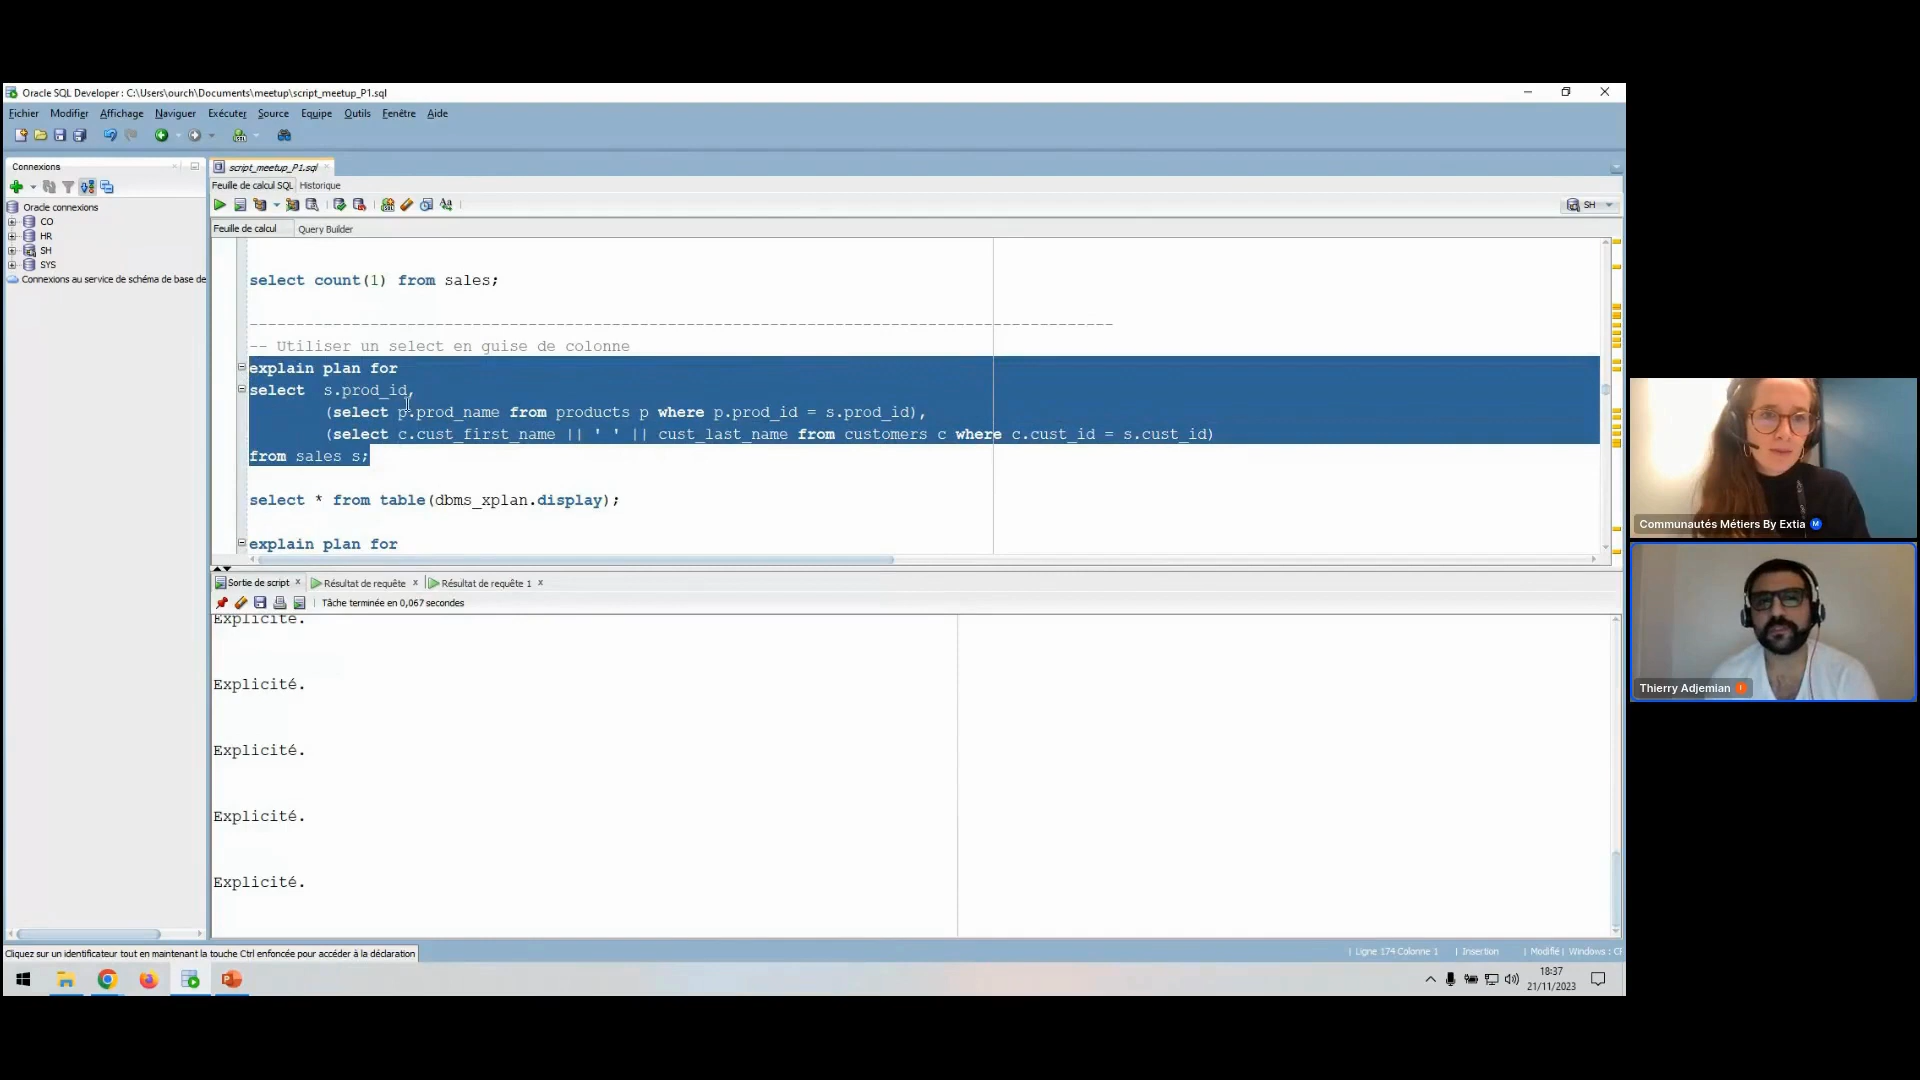 Oracle SQL Developer : C:\Users\ourch\Documents\meetup\script_meetup_P1.sql
Fichier Modifier Affichage Naviguer Exécuter Source Equipe Outils Fenêtre Aide
Connexions
Oracle connexions
CO
HR
SH
SYS
Connexions au service de schéma de base de
script_meetup_P1.sql
Feuille de calcul SQL Historique
SH
Feuille de calcul Query Builder
select count(1) from sales;
---------------------------------------------------------------------------------------------
-- Utiliser un select en guise de colonne
explain plan for
select s.prod_id,
(select p.prod_name from products p where p.prod_id = s.prod_id),
(select c.cust_first_name || ' ' || cust_last_name from customers c where c.cust_id = s.cust_id)
from sales s;
select * from table(dbms_xplan.display);
explain plan for
Sortie de script × Résultat de requête × Résultat de requête 1 ×
Tâche terminée en 0,067 secondes
Explicité.
Explicité.
Explicité.
Explicité.
Explicité.
Cliquez sur un identificateur tout en maintenant la touche Ctrl enfoncée pour accéder à la déclaration
Ligne 174 Colonne 1 | Insertion | Modifié | Windows : CR
18:37
21/11/2023
Communautés Métiers By Extia M
Thierry Adjemian